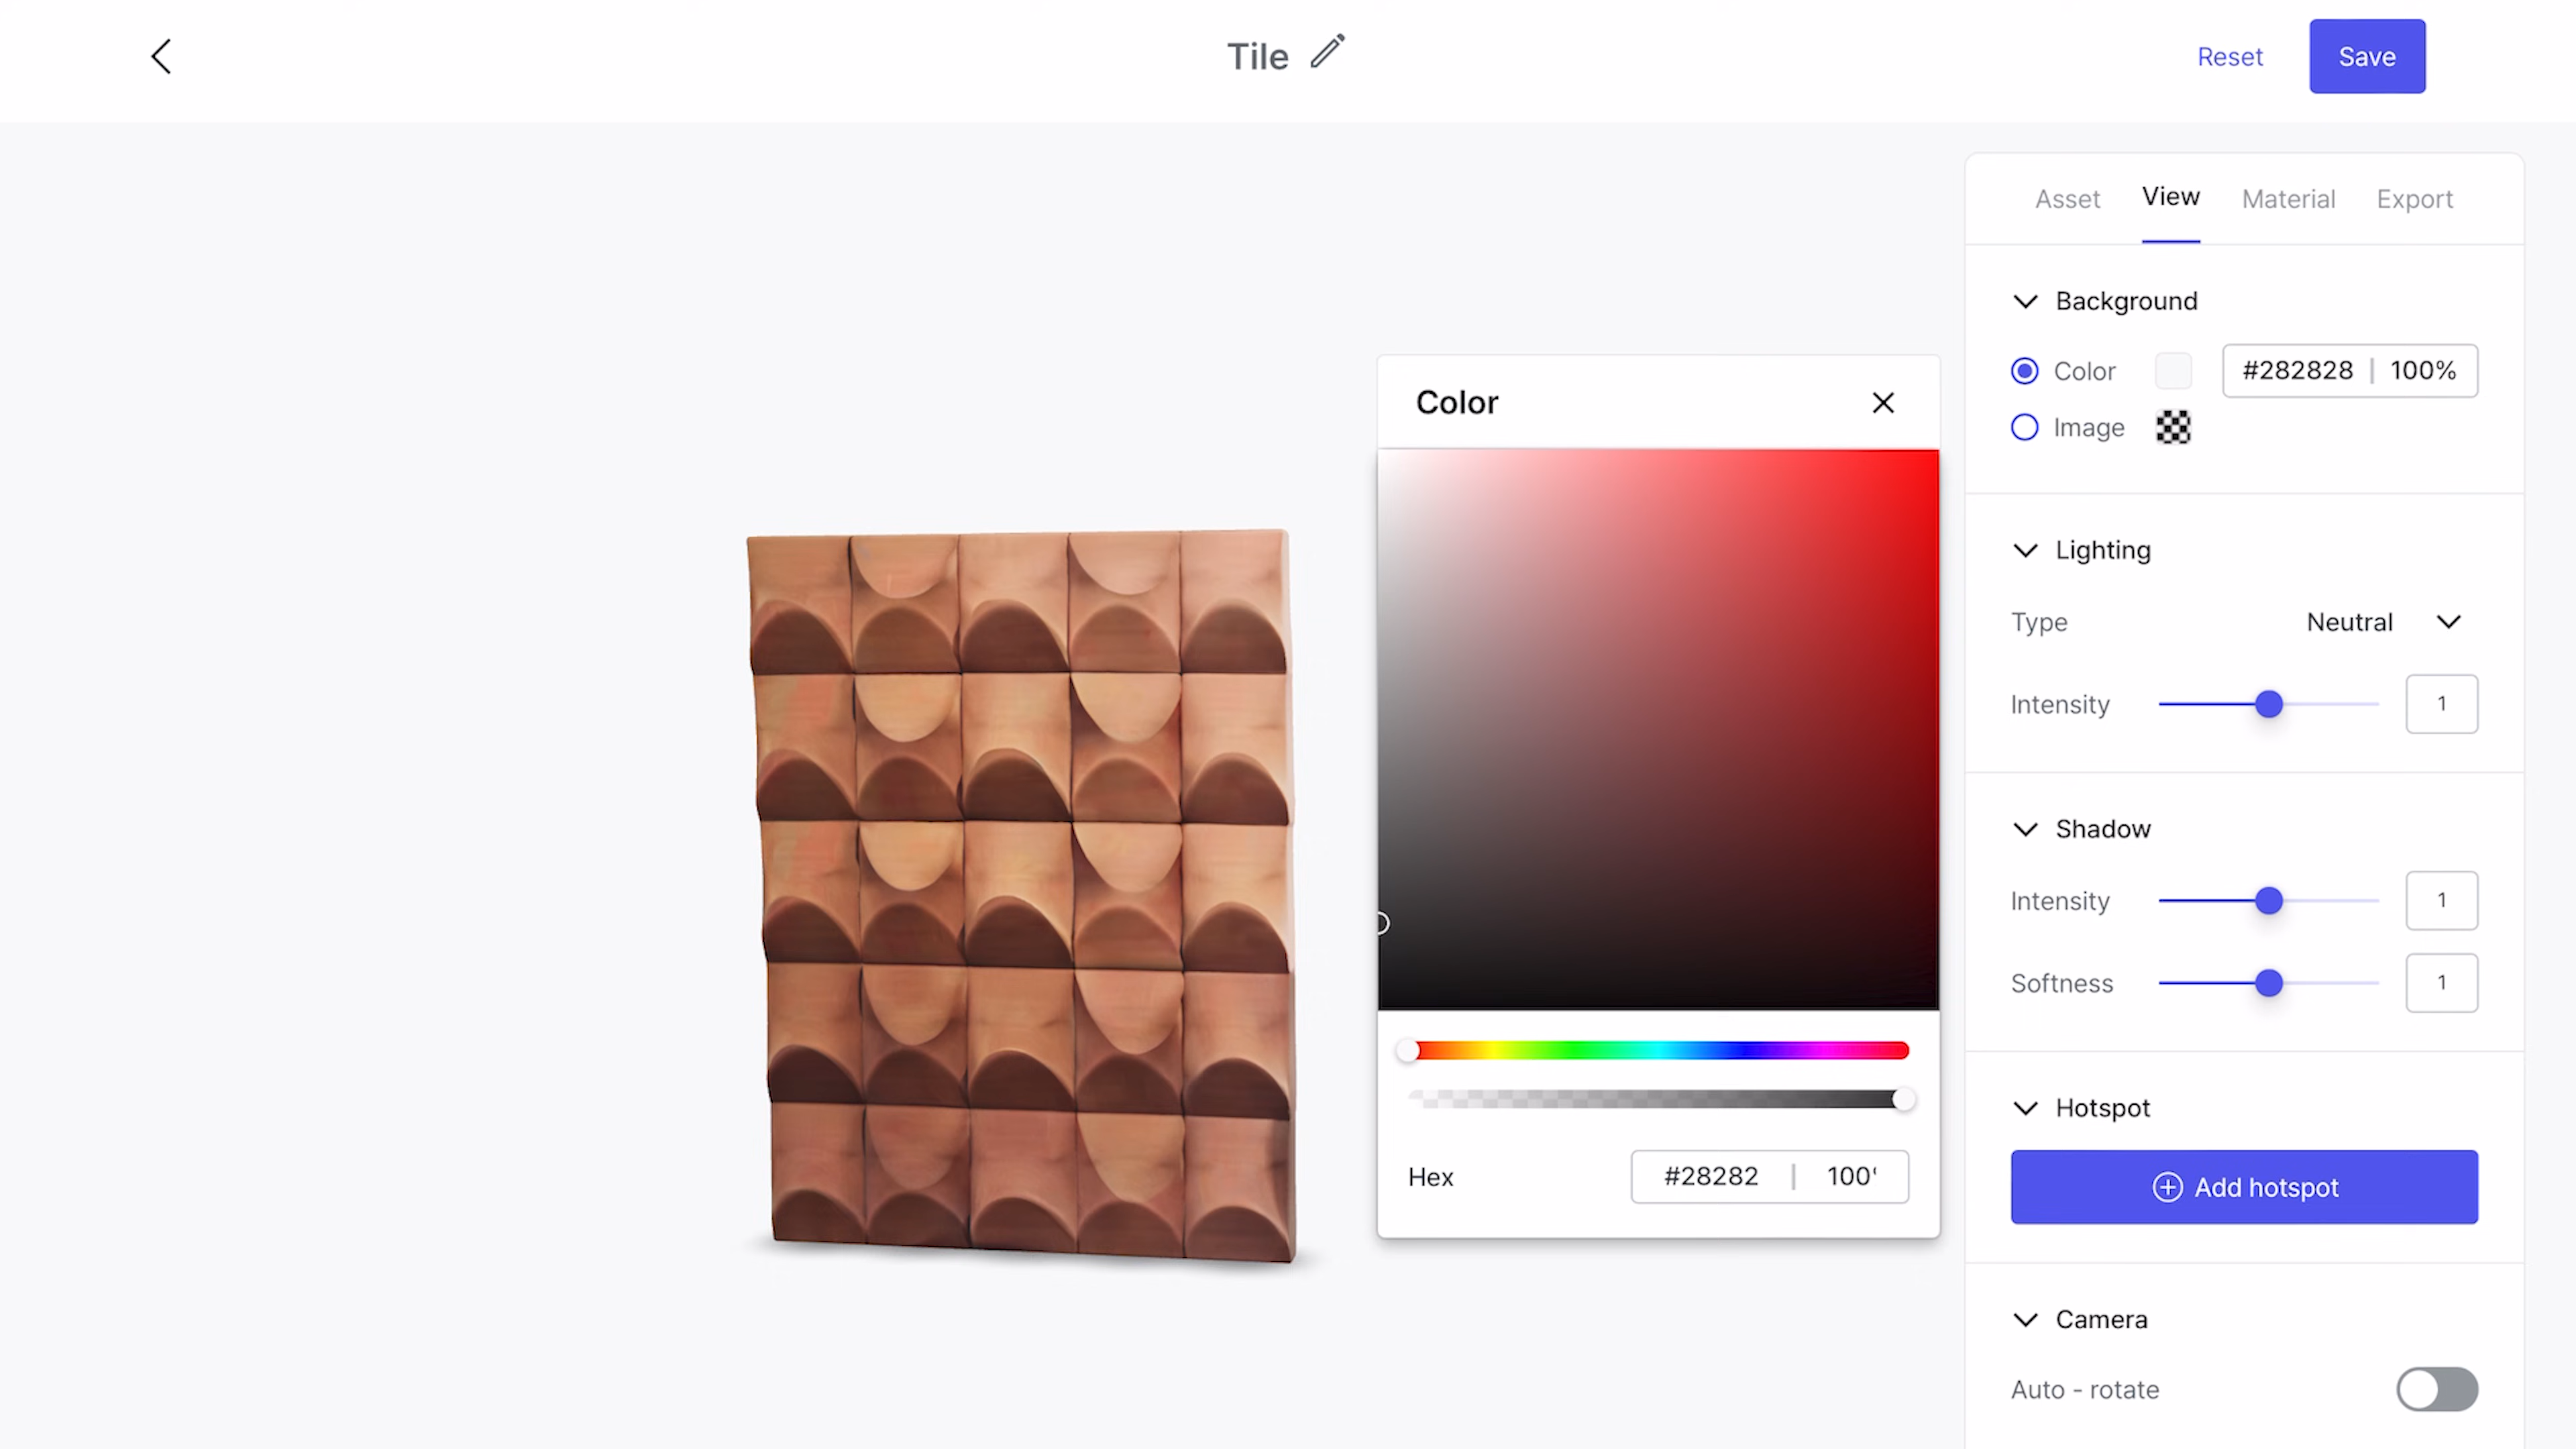 Tile
Reset
Save
Asset
View
Material
Export
Background
Color
#282828 | 100%
Image
Lighting
Type
Neutral
Intensity
1
Shadow
Intensity
1
Softness
1
Hotspot
Add hotspot
Camera
Auto - rotate
Color
Hex
#28282 | 100'